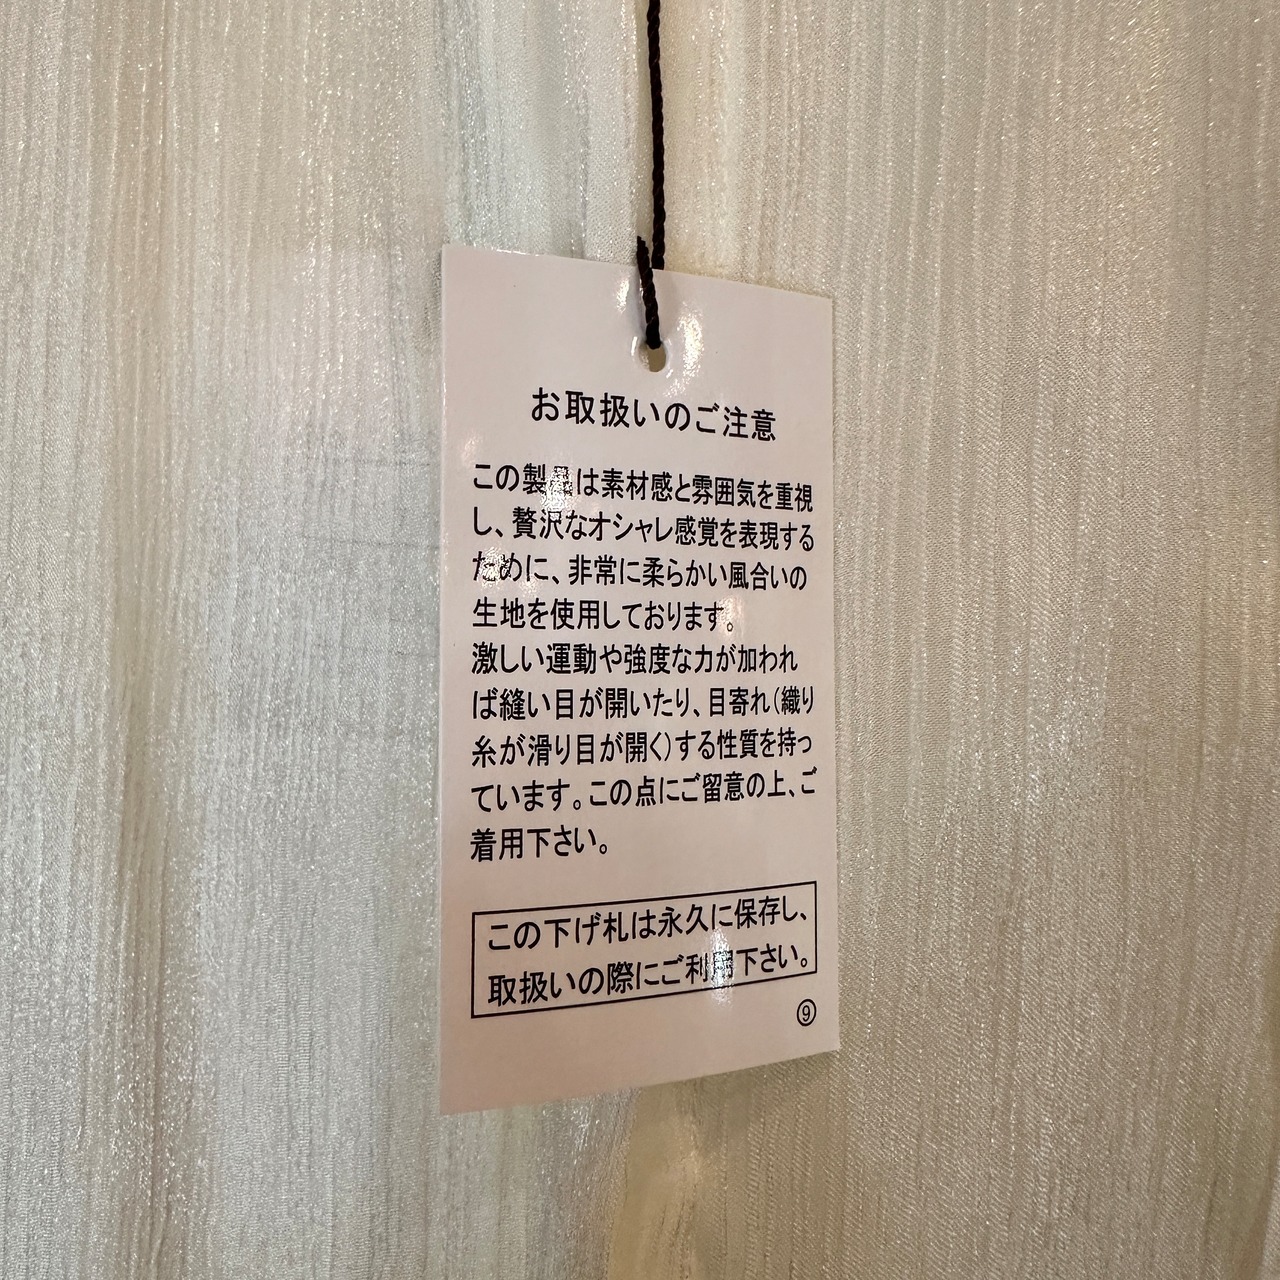 お取扱いのご注意
この製品は素材感と雰囲気を重視
し、贅沢なオシャレ感覚を表現する
ために、非常に柔らかい風合いの
生地を使用しております。
激しい運動や強度な力が加われ
ば縫い目が開いたり、目寄れ(織り
糸が滑り目が開く)する性質を持っ
ています。この点にご留意の上、ご
着用下さい。
この下げ札は永久に保存し、
取扱いの際にご利用下さい。
⑨